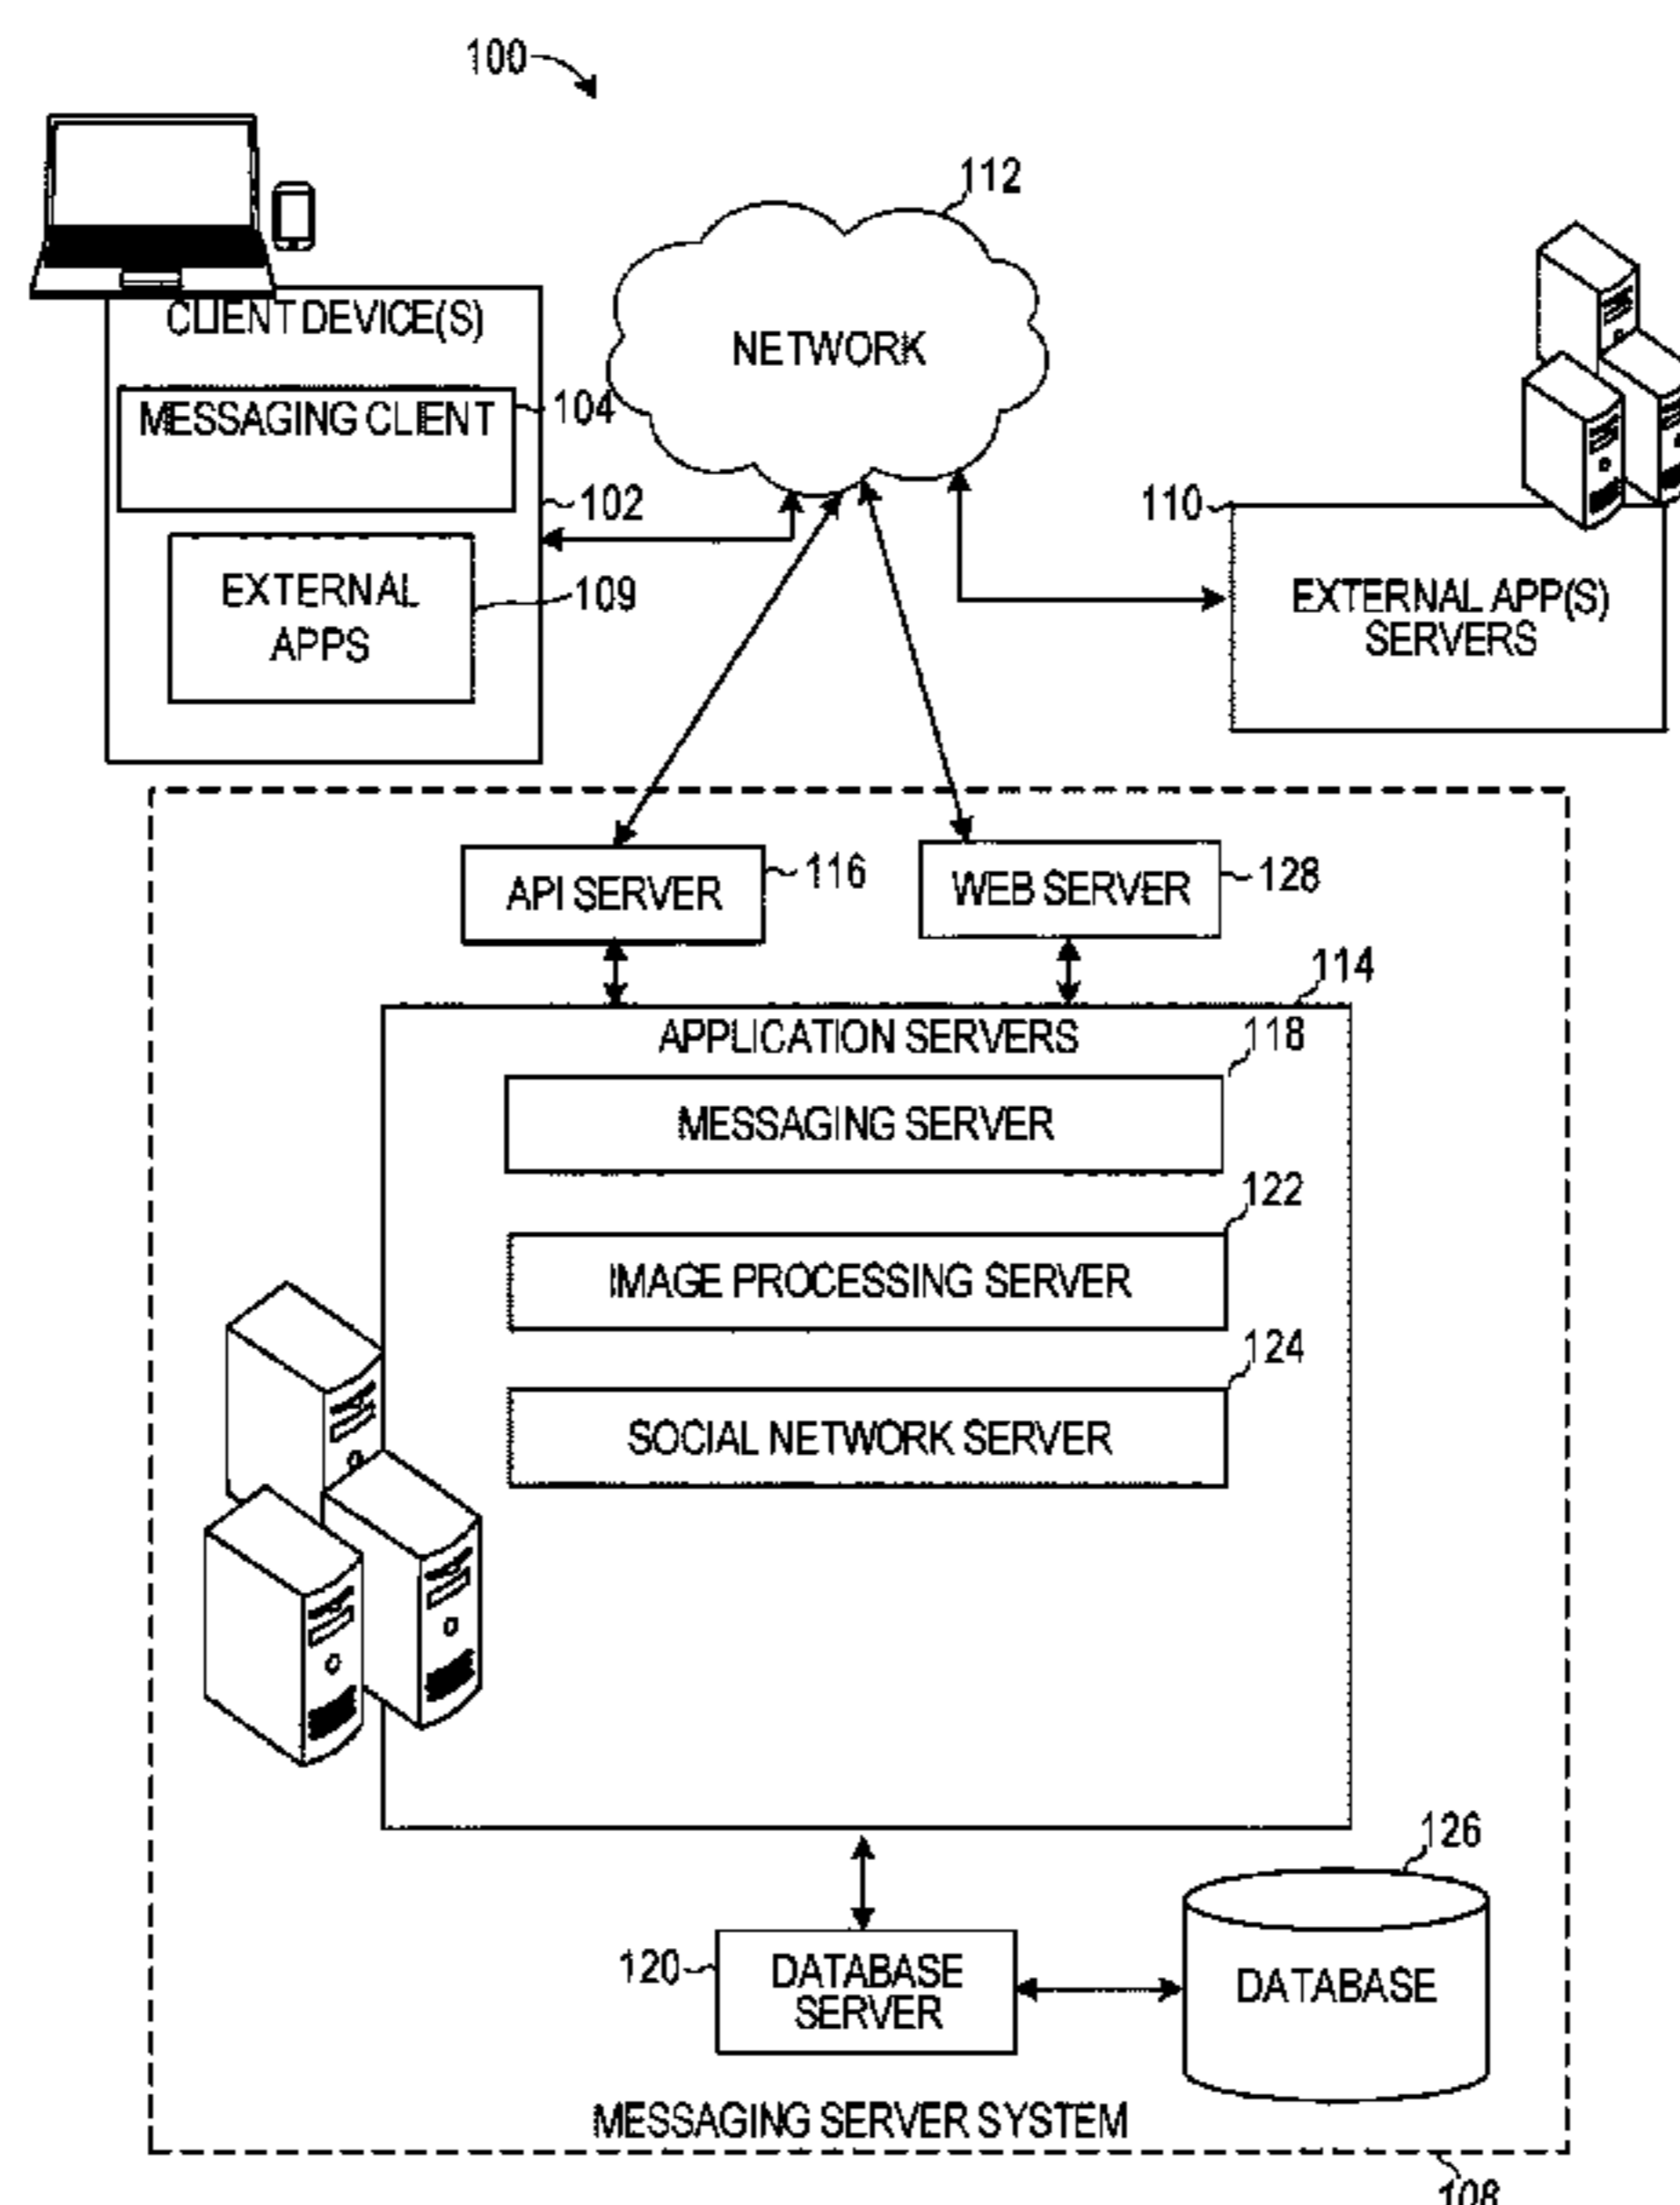 100
112
CLIENT DEVICE(S)
NETWORK
MESSAGING CLIENT
104
102
110
EXTERNAL
APPS
109
EXTERNAL APP(S)
SERVERS
API SERVER
116
WEB SERVER
128
114
APPLICATION SERVERS
118
MESSAGING SERVER
122
IMAGE PROCESSING SERVER
124
SOCIAL NETWORK SERVER
126
120
DATABASE
SERVER
DATABASE
MESSAGING SERVER SYSTEM
108